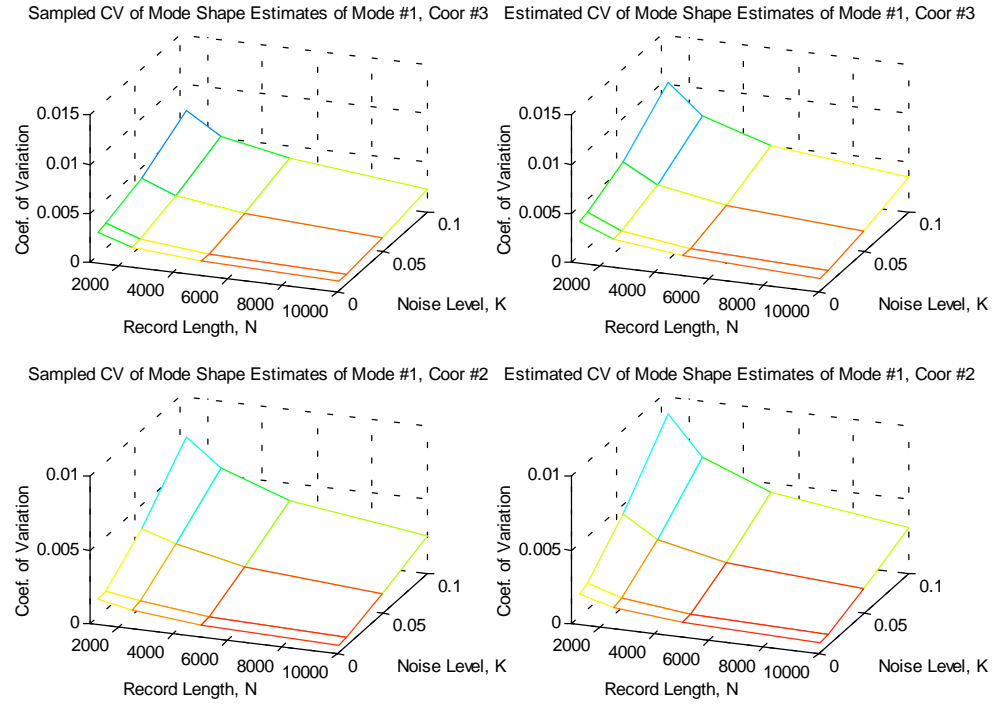 Sampled CV of Mode Shape Estimates of Mode #1, Coor #3
0.015
0.01
0.005
0
Coef. of Variation
2000
4000
6000
8000
10000
Record Length, N
0
0.05
0.1
Noise Level, K
Estimated CV of Mode Shape Estimates of Mode #1, Coor #3
0.015
0.01
0.005
0
Coef. of Variation
2000
4000
6000
8000
10000
Record Length, N
0
0.05
0.1
Noise Level, K
Sampled CV of Mode Shape Estimates of Mode #1, Coor #2
0.01
0.005
0
Coef. of Variation
2000
4000
6000
8000
10000
Record Length, N
0
0.05
0.1
Noise Level, K
Estimated CV of Mode Shape Estimates of Mode #1, Coor #2
0.01
0.005
0
Coef. of Variation
2000
4000
6000
8000
10000
Record Length, N
0
0.05
0.1
Noise Level, K